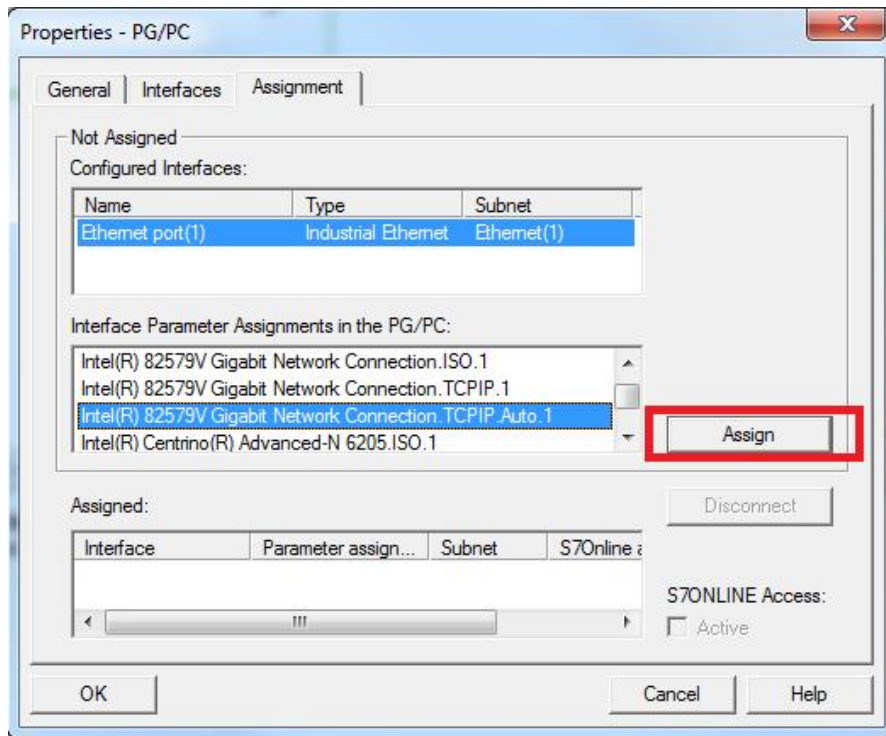 Properties - PG/PC
General Interfaces Assignment
Not Assigned
Configured Interfaces:
Name Type Subnet
Ethernet port(1) Industrial Ethernet Ethernet(1)
Interface Parameter Assignments in the PG/PC:
Intel(R) 82579V Gigabit Network Connection.ISO.1
Intel(R) 82579V Gigabit Network Connection.TCPIP.1
Intel(R) 82579V Gigabit Network Connection.TCPIP.Auto.1
Intel(R) Centrino(R) Advanced-N 6205.ISO.1
Assign
Assigned:
Disconnect
Interface Parameter assign... Subnet S7Online a
S7ONLINE Access:
Active
OK Cancel Help